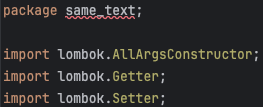 package same_text;
import lombok.AllArgsConstructor;
import lombok.Getter;
import lombok.Setter;